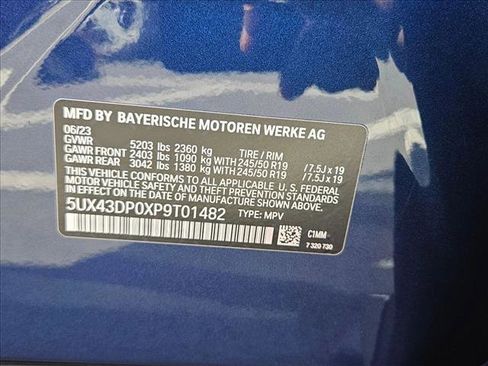 MFD BY BAYERISCHE MOTOREN WERKE AG
06/23
GVWR 5203 lbs 2360 kg TIRE / RIM
GAWR FRONT 2403 lbs 1090 kg WITH 245/50 R19 / 7.5J x 19
GAWR REAR 3042 lbs 1380 kg WITH 245/50 R19 / 7.5J x 19
THIS VEHICLE CONFORMS TO ALL APPLICABLE U.S. FEDERAL
MOTOR VEHICLE SAFETY STANDARDS IN EFFECT ON THE
DATE OF MANUFACTURE SHOWN ABOVE.
5UX43DP0XP9T01482 TYPE: MPV
C1MM
7 320 730